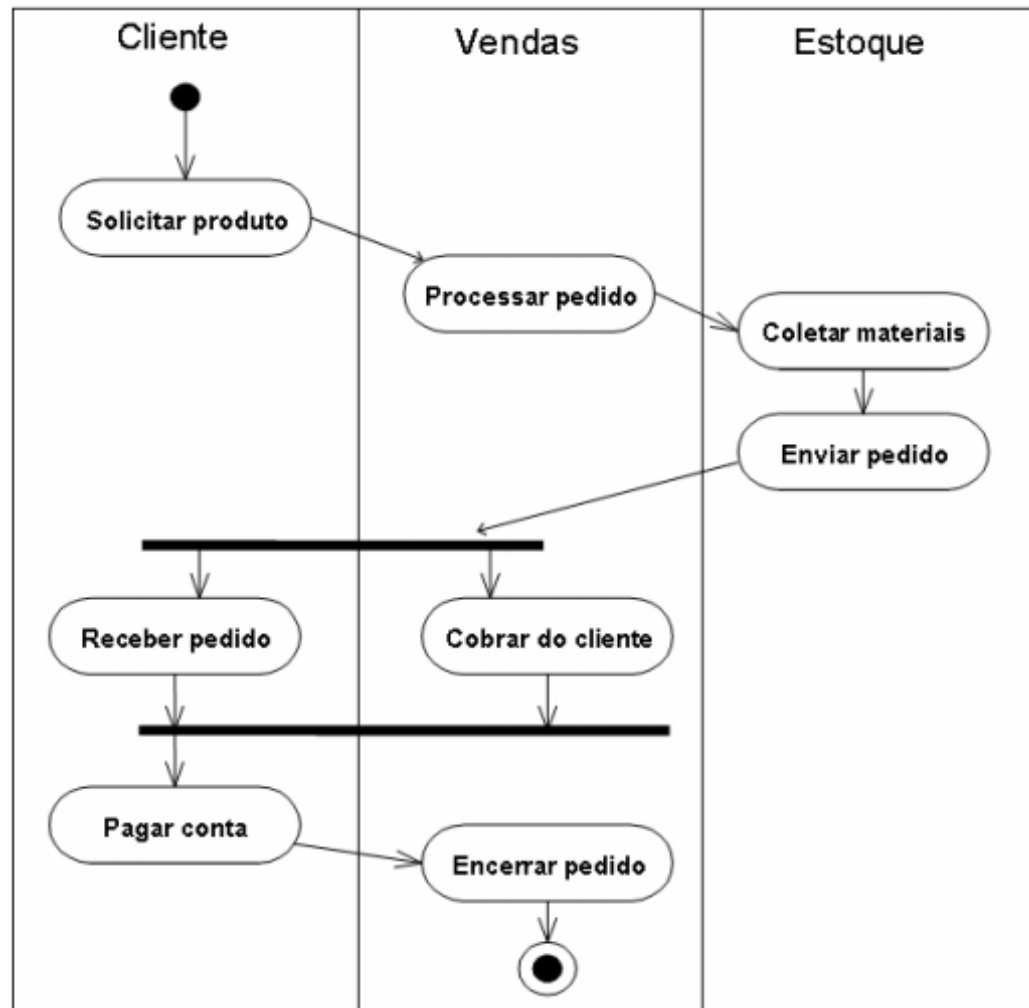 Cliente
Vendas
Estoque
Solicitar produto
Processar pedido
Coletar materiais
Enviar pedido
Receber pedido
Cobrar do cliente
Pagar conta
Encerrar pedido